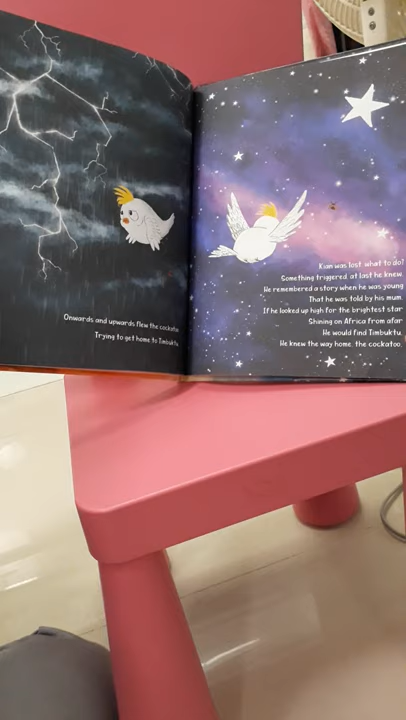 Onwards and upwards flew the cockatoo
Trying to get home to Timbuktu.
Kiam was lost, what to do?
Something triggered, at last he knew.
He remembered a story when he was young
That he was told by his mum.
If he looked up high for the brightest star
Shining on Africa from afar
He would find Timbuktu.
He knew the way home, the cockatoo.